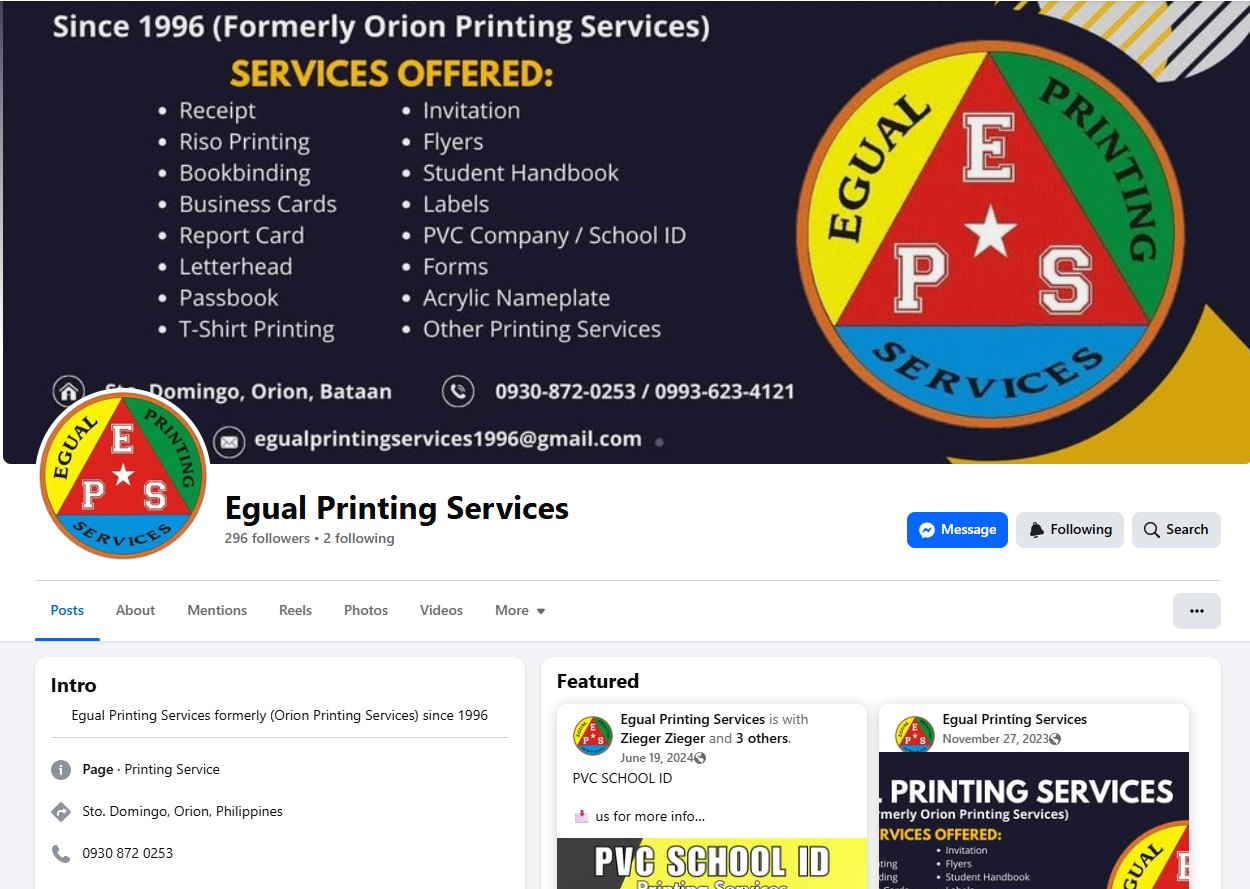 Since 1996 (Formerly Orion Printing Services)
SERVICES OFFERED:
• Receipt
• Riso Printing
• Bookbinding
• Business Cards
• Report Card
• Letterhead
• Passbook
• T-Shirt Printing
• Invitation
• Flyers
• Student Handbook
• Labels
• PVC Company / School ID
• Forms
• Acrylic Nameplate
• Other Printing Services
EGUAL PRINTING SERVICES
E
P S
Domingo, Orion, Bataan
0930-872-0253 / 0993-623-4121
egualprintingservices1996@gmail.com
EGUAL PRINTING SERVICES
E
P S
Egual Printing Services
296 followers • 2 following
Message
Following
Search
Posts
About
Mentions
Reels
Photos
Videos
More
Intro
Egual Printing Services formerly (Orion Printing Services) since 1996
Page · Printing Service
Sto. Domingo, Orion, Philippines
0930 872 0253
Featured
Egual Printing Services is with
Zieger Zieger and 3 others.
June 19, 2024
PVC SCHOOL ID
us for more info...
PVC SCHOOL ID
Printing Services
Egual Printing Services
November 27, 2023
PRINTING SERVICES
Orion Printing Services)
OFFERED:
• Invitation
• Flyers
• Student Handbook
EGUAL